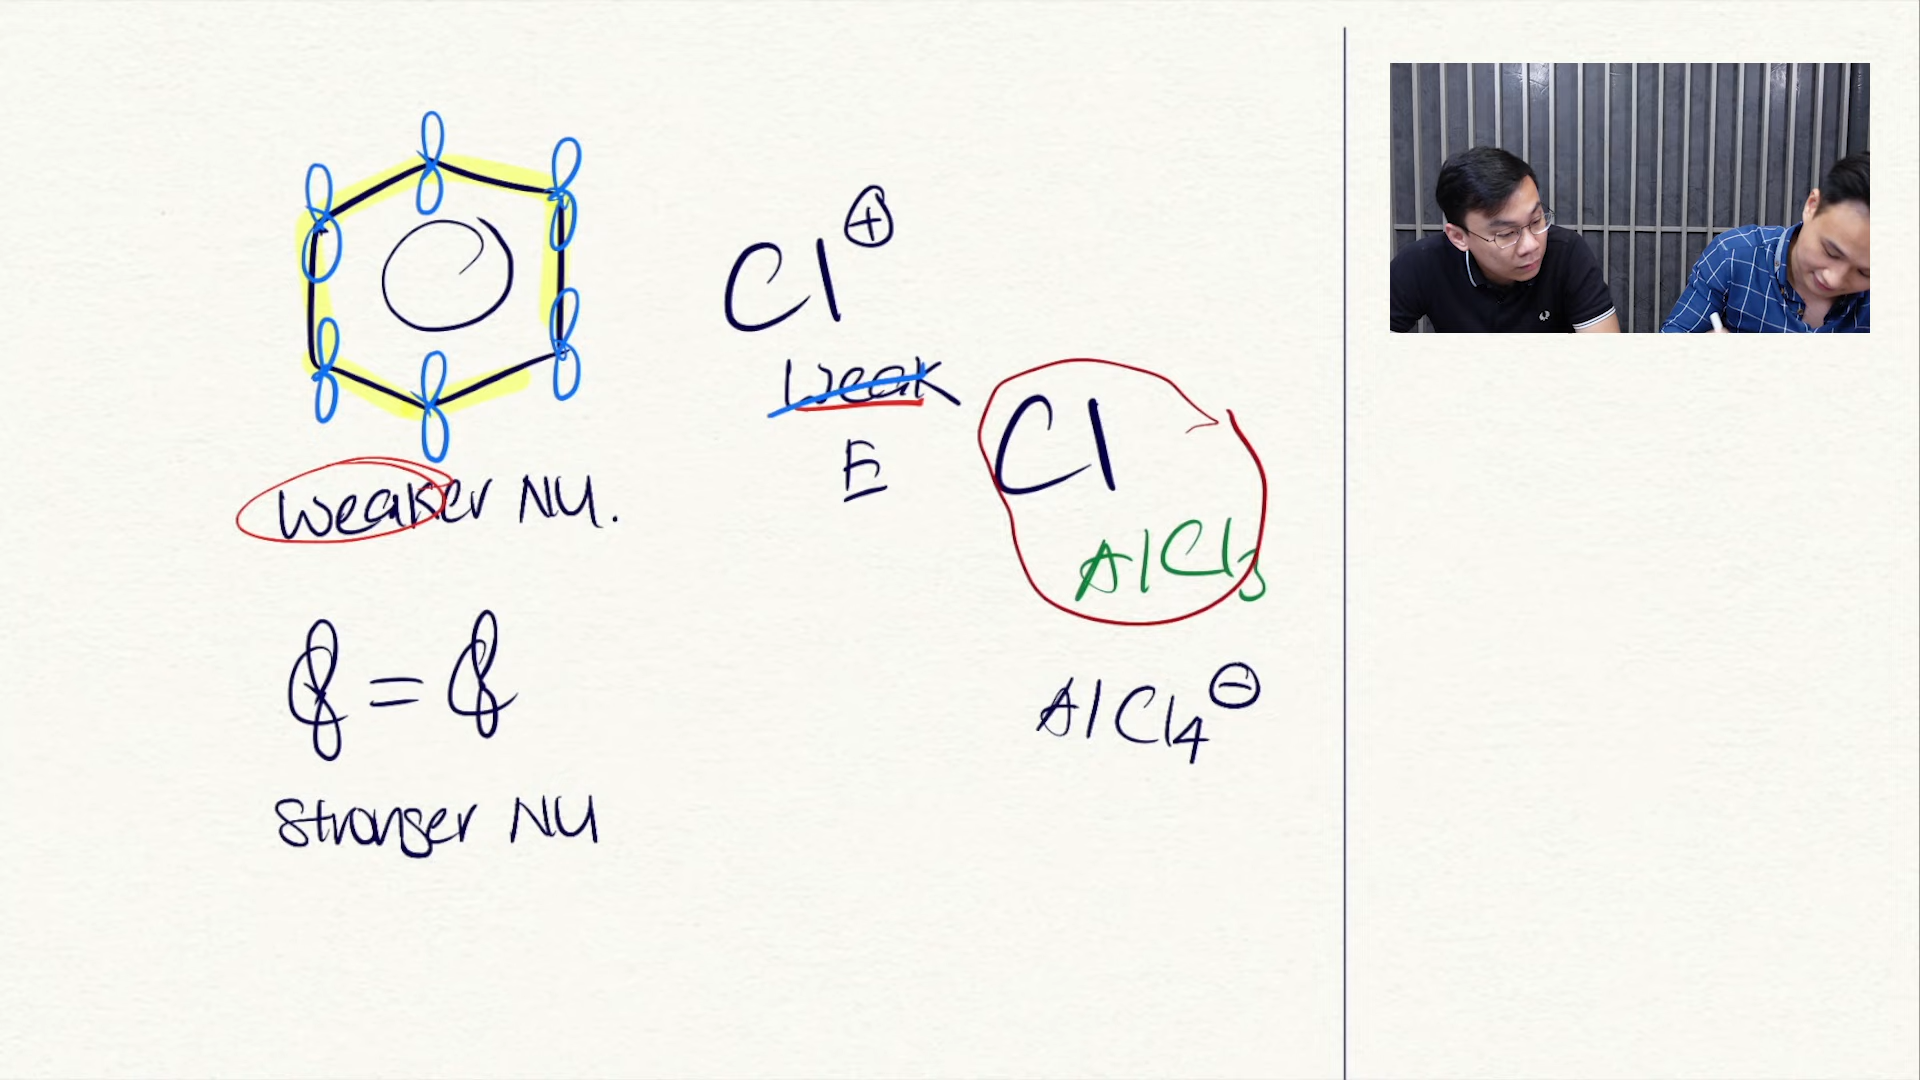 Cl⊕
Weak
E
Cl
AlCl₃
Weaker NU.
AlCl₄⊖
C = C
Stronger NU